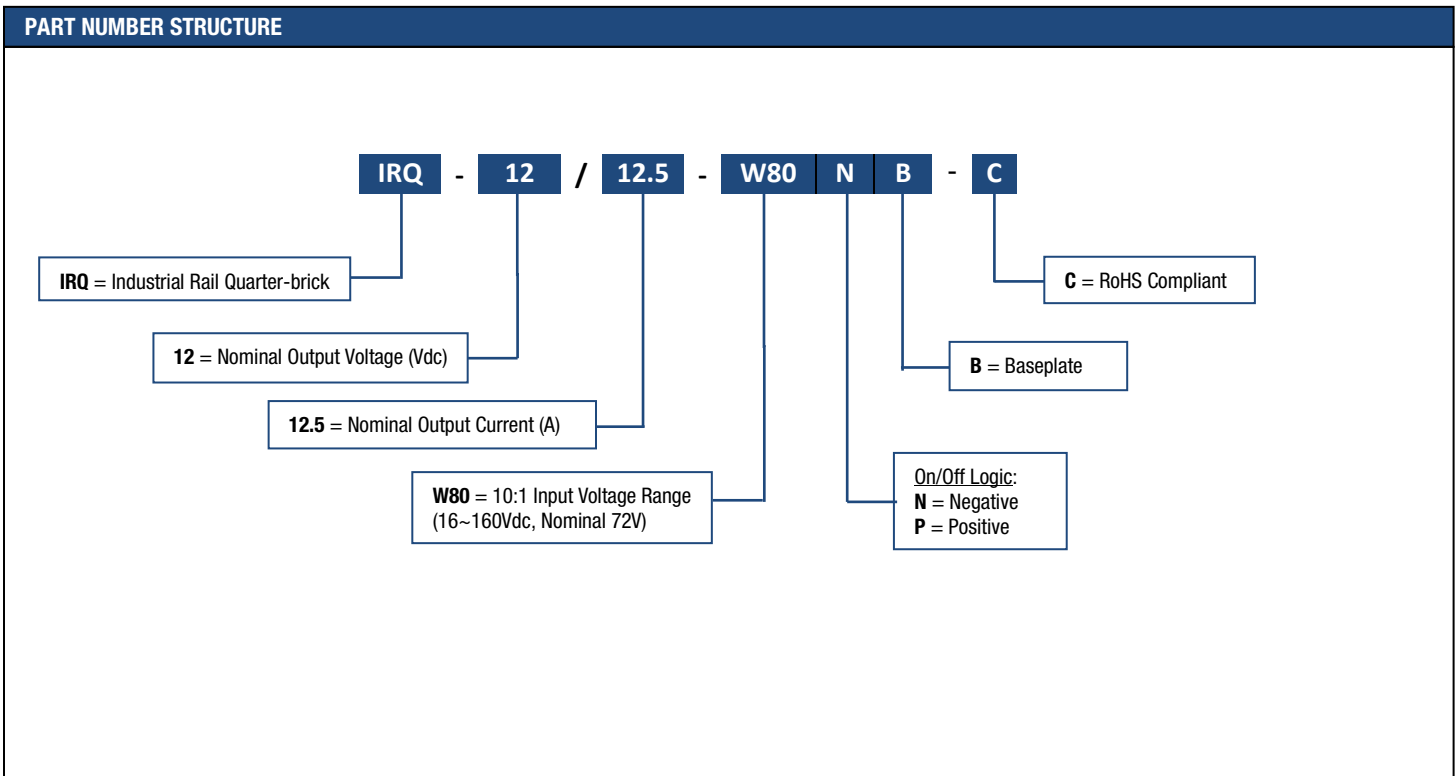 PART NUMBER STRUCTURE
IRQ - 12 / 12.5 - W80 N B - C
IRQ = Industrial Rail Quarter-brick
C = RoHS Compliant
12 = Nominal Output Voltage (Vdc)
B = Baseplate
12.5 = Nominal Output Current (A)
W80 = 10:1 Input Voltage Range
(16~160Vdc, Nominal 72V)
On/Off Logic:
N = Negative
P = Positive